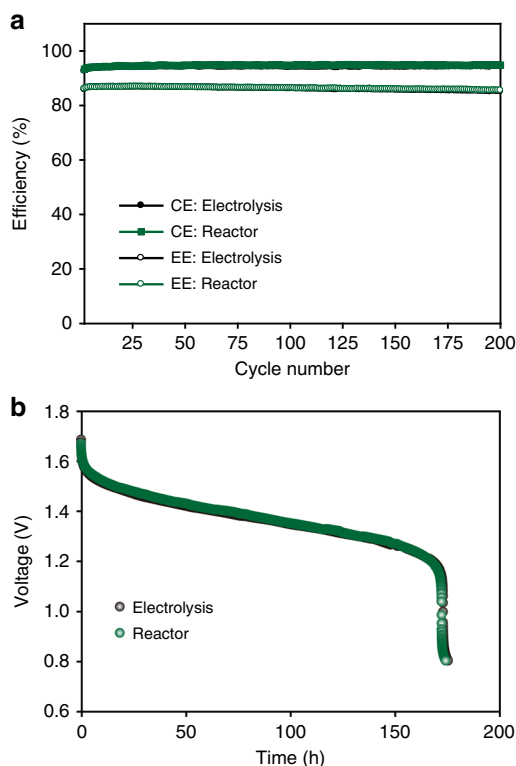 a
Efficiency (%)
100
80
60
40
20
0
CE: Electrolysis
CE: Reactor
EE: Electrolysis
EE: Reactor
25 50 75 100 125 150 175 200
Cycle number
b
Voltage (V)
1.8
1.6
1.4
1.2
1.0
0.8
0.6
Electrolysis
Reactor
0 50 100 150 200
Time (h)